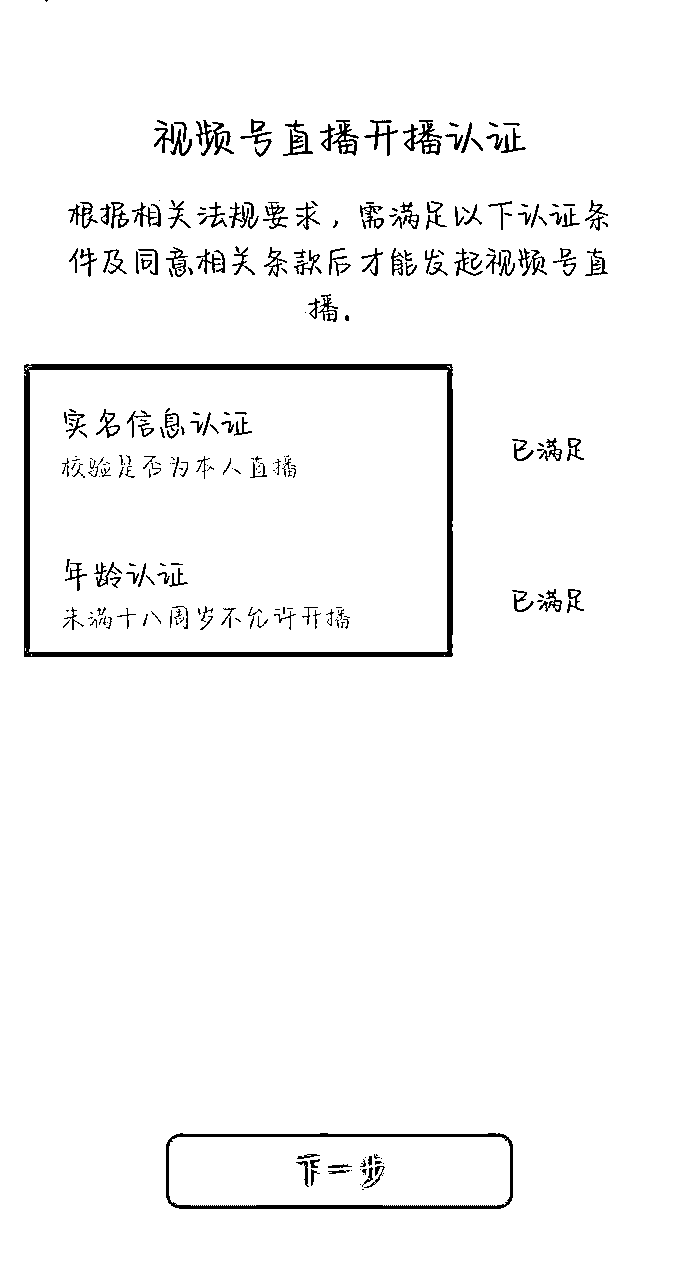 视频号直播开播认证
根据相关法规要求，需满足以下认证条
件及同意相关条款后才能发起视频号直
播.
实名信息认证
已满足
校验是否为本人直播
年龄认证
已满足
未满十八周岁不允许开播
下一步